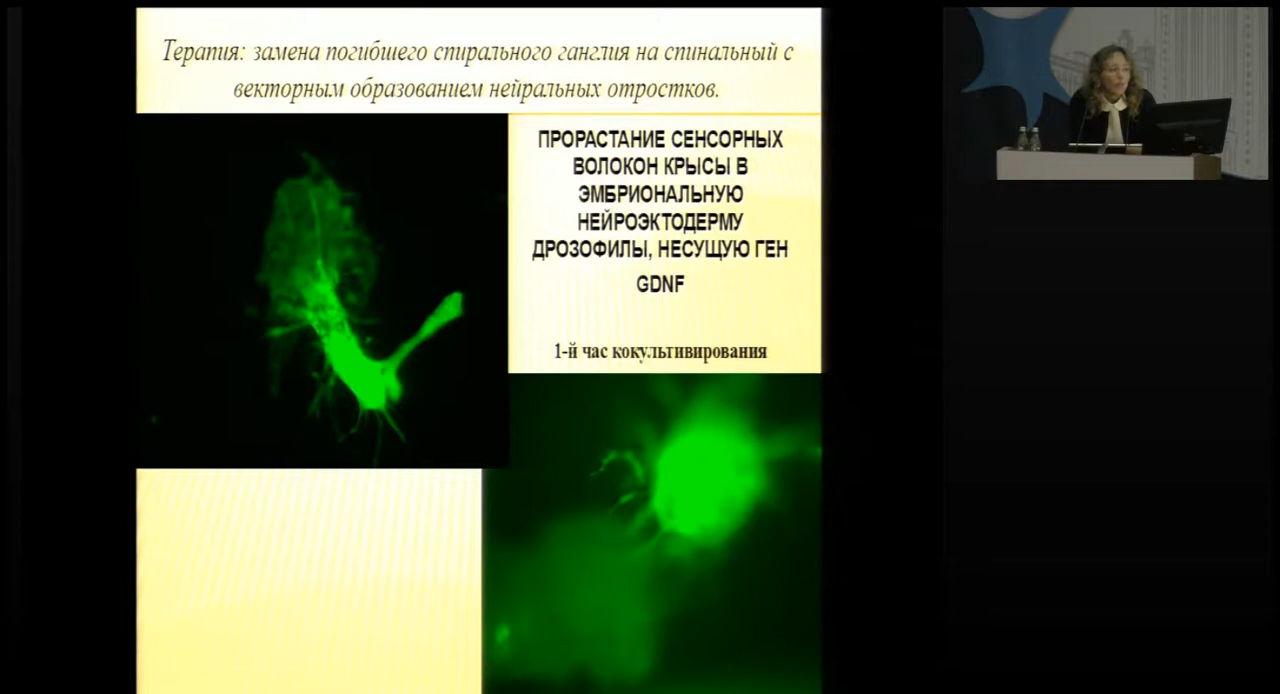 Терапия: замена погибшего спирального ганглия на спинальный с
векторным образованием нейральных отростков.
ПРОРАСТАНИЕ СЕНСОРНЫХ
ВОЛОКОН КРЫСЫ В
ЭМБРИОНАЛЬНУЮ
НЕЙРОЭКТОДЕРМУ
ДРОЗОФИЛЫ, НЕСУЩУЮ ГЕН
GDNF
1-й час кокультивирования